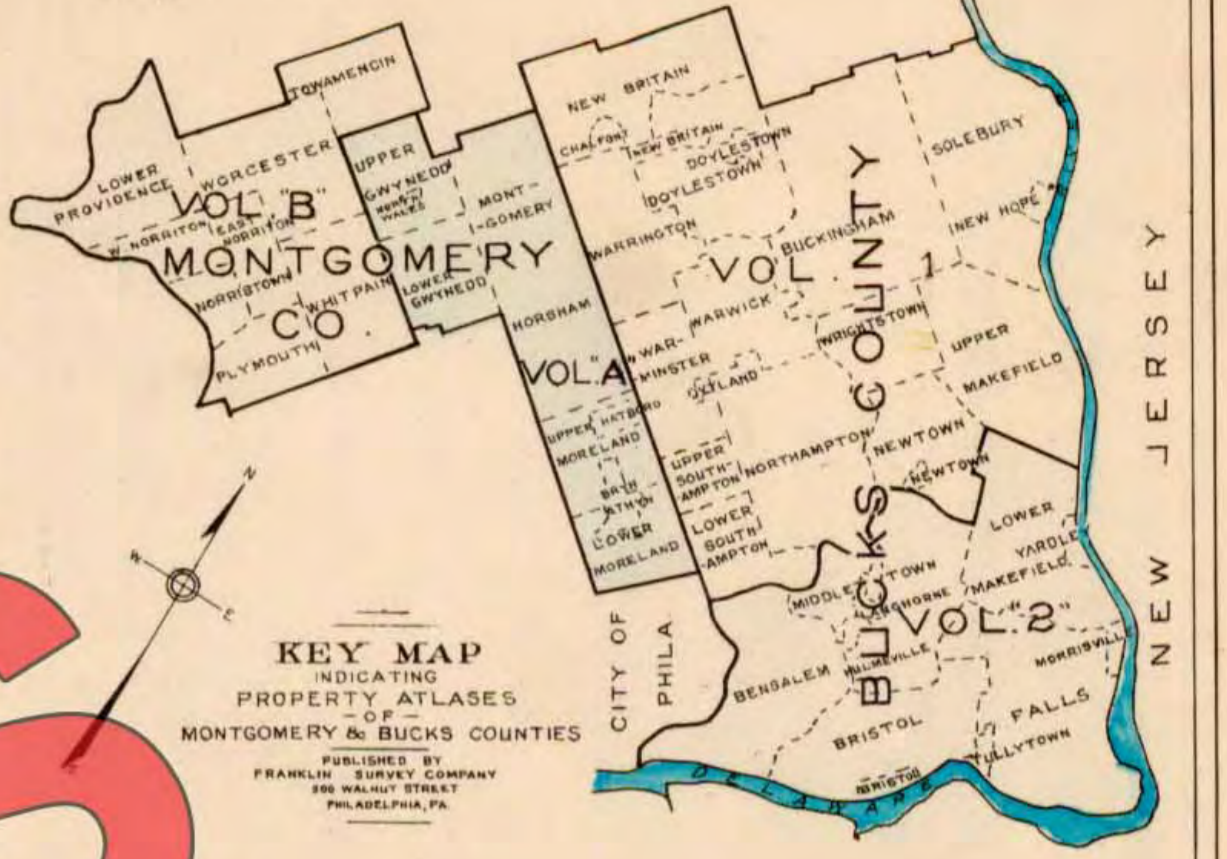 TOWAMENCIN
NEW BRITAIN
CHALFONT
NEW BRITAIN
DOYLESTOWN
DOYLESTOWN
SOLEBURY
LOWER
PROVIDENCE
WORCESTER
UPPER
GWYNEDD
NORTH
WALES
MONT-
GOMERY
VOL. "B"
W. NORRITON
EAST
NORRITON
MONTGOMERY
CO
NORRISTOWN
WHITPAIN
PLYMOUTH
LOWER
GWYNEDD
HORSHAM
WARRINGTON
BUCKINGHAM
NEW HOPE
VOL. 1
WARWICK
WRIGHTSTOWN
UPPER
MAKEFIELD
VOL. "A"
WAR-
MINSTER
UPPER
MORELAND
HATBORO
BRYN
ATHYN
LOWER
MORELAND
UPPER
SOUTH-
AMPTON
LOWER
SOUTH
AMPTON
NORTHAMPTON
NEWTOWN
NEWTOWN
BUCKS COUNTY
LOWER
MAKEFIELD
YARDLEY
MIDDLETOWN
LANGHORNE
VOL. "2"
HULMEVILLE
MORRISVILLE
BENSALEM
BRISTOL
FALLS
TULLYTOWN
BRISTOL
DELAWARE
NEW JERSEY
CITY OF
PHILA.
N
W
E
S
KEY MAP
INDICATING
PROPERTY ATLASES
- OF -
MONTGOMERY & BUCKS COUNTIES
PUBLISHED BY
FRANKLIN SURVEY COMPANY
WALNUT STREET
PHILADELPHIA, PA.